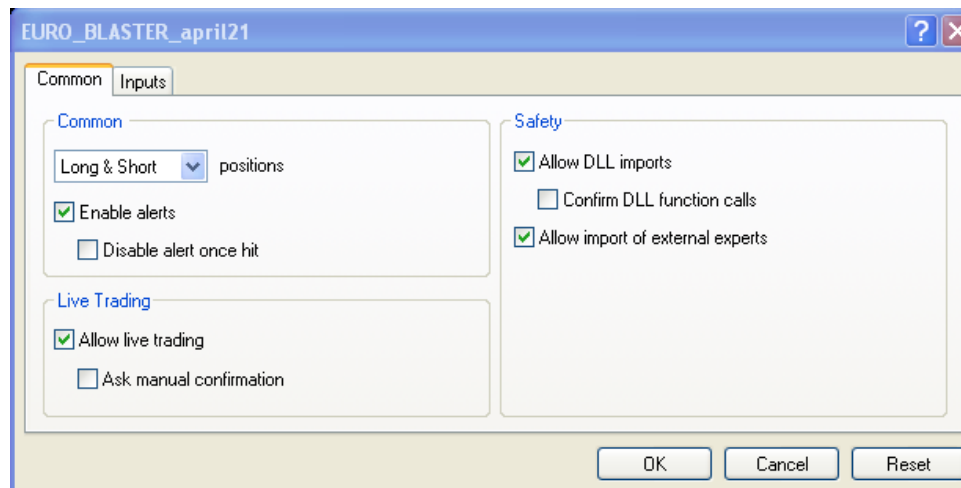 EURO_BLASTER_april21
Common
Inputs
Common
Long & Short
positions
Enable alerts
Disable alert once hit
Live Trading
Allow live trading
Ask manual confirmation
Safety
Allow DLL imports
Confirm DLL function calls
Allow import of external experts
OK
Cancel
Reset